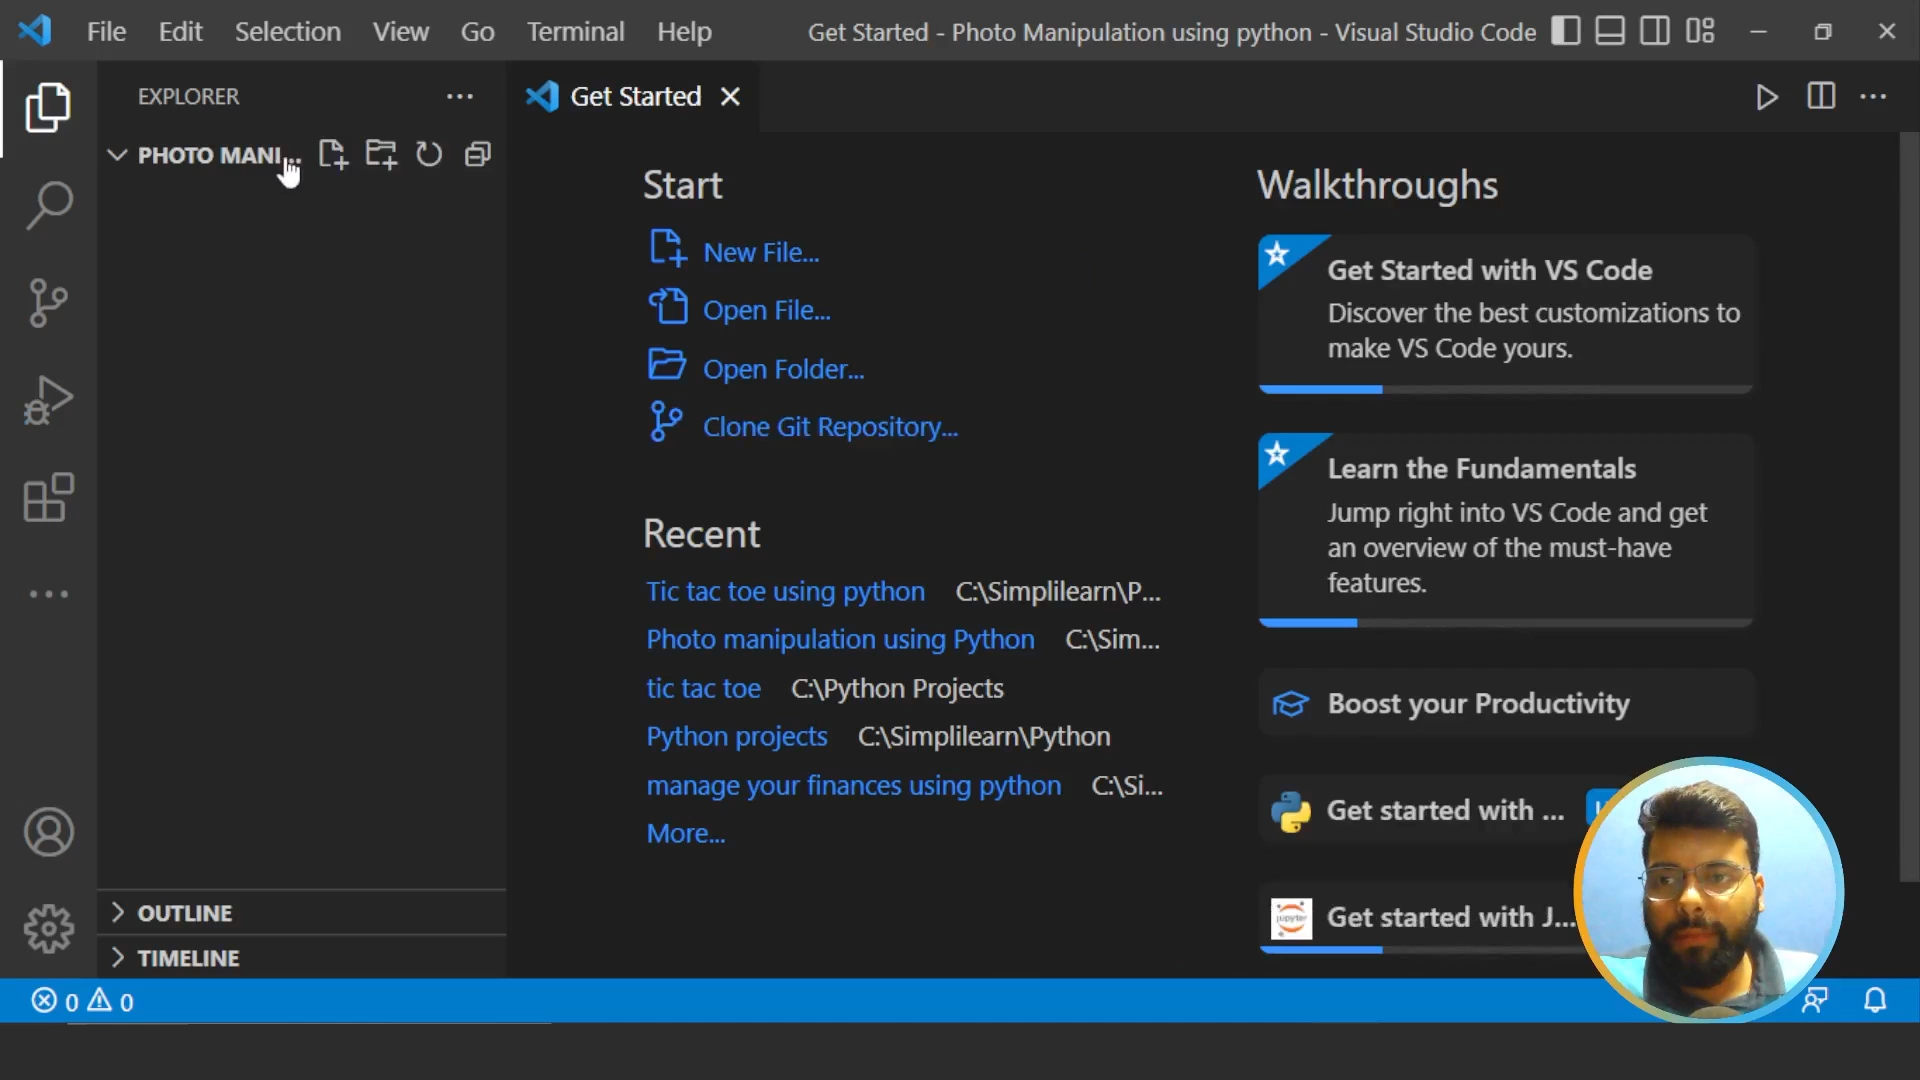 File Edit Selection View Go Terminal Help Get Started - Photo Manipulation using python - Visual Studio Code
EXPLORER
Get Started
PHOTO MANI...
Start
New File...
Open File...
Open Folder...
Clone Git Repository...
Recent
Tic tac toe using python C:\Simplilearn\P...
Photo manipulation using Python C:\Sim...
tic tac toe C:\Python Projects
Python projects C:\Simplilearn\Python
manage your finances using python C:\Si...
More...
Walkthroughs
Get Started with VS Code
Discover the best customizations to
make VS Code yours.
Learn the Fundamentals
Jump right into VS Code and get
an overview of the must-have
features.
Boost your Productivity
Get started with ...
jupyter
Get started with J...
OUTLINE
TIMELINE
0 0